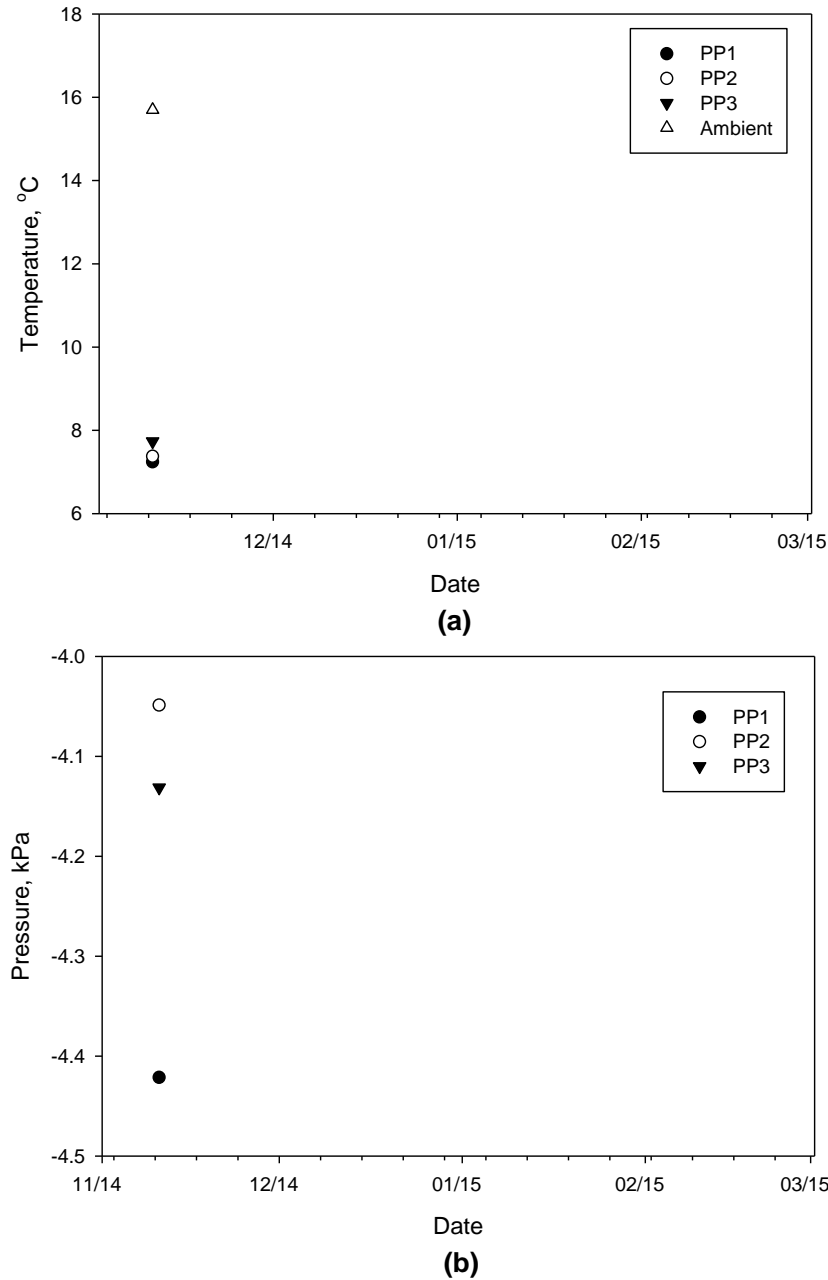 18
16
14
12
10
8
6
Temperature, °C
PP1
PP2
PP3
Ambient
12/14 01/15 02/15 03/15
Date
(a)
-4.0
-4.1
-4.2
-4.3
-4.4
-4.5
Pressure, kPa
PP1
PP2
PP3
11/14 12/14 01/15 02/15 03/15
Date
(b)